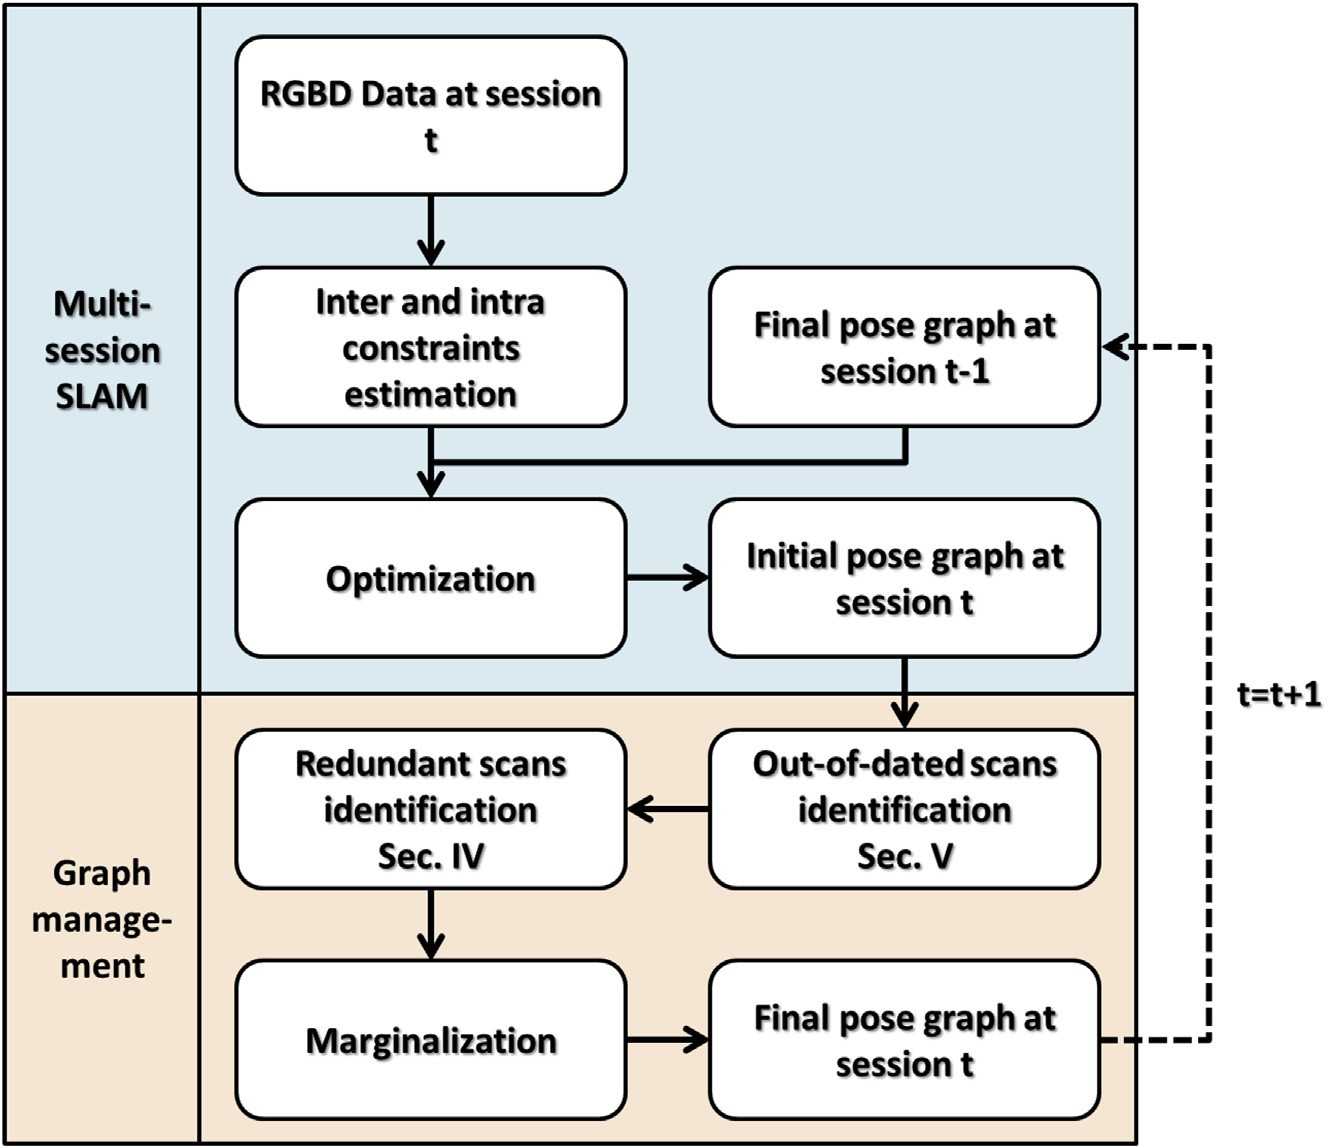 RGBD Data at session
t
Multi-
session
SLAM
Inter and intra
constraints
estimation
Final pose graph at
session t-1
Optimization
Initial pose graph at
session t
t=t+1
Graph
manage-
ment
Redundant scans
identification
Sec. IV
Out-of-dated scans
identification
Sec. V
Marginalization
Final pose graph at
session t